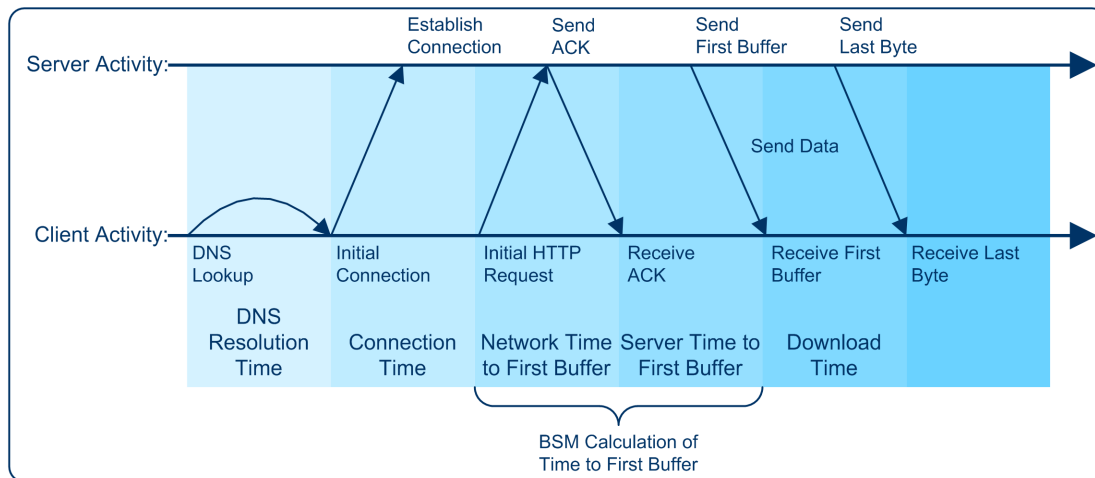 Establish
Connection
Send
ACK
Send
First Buffer
Send
Last Byte
Server Activity:
Send Data
Client Activity:
DNS
Lookup
Initial
Connection
Initial HTTP
Request
Receive
ACK
Receive First
Buffer
Receive Last
Byte
DNS
Resolution
Time
Connection
Time
Network Time
to First Buffer
Server Time to
First Buffer
Download
Time
BSM Calculation of
Time to First Buffer